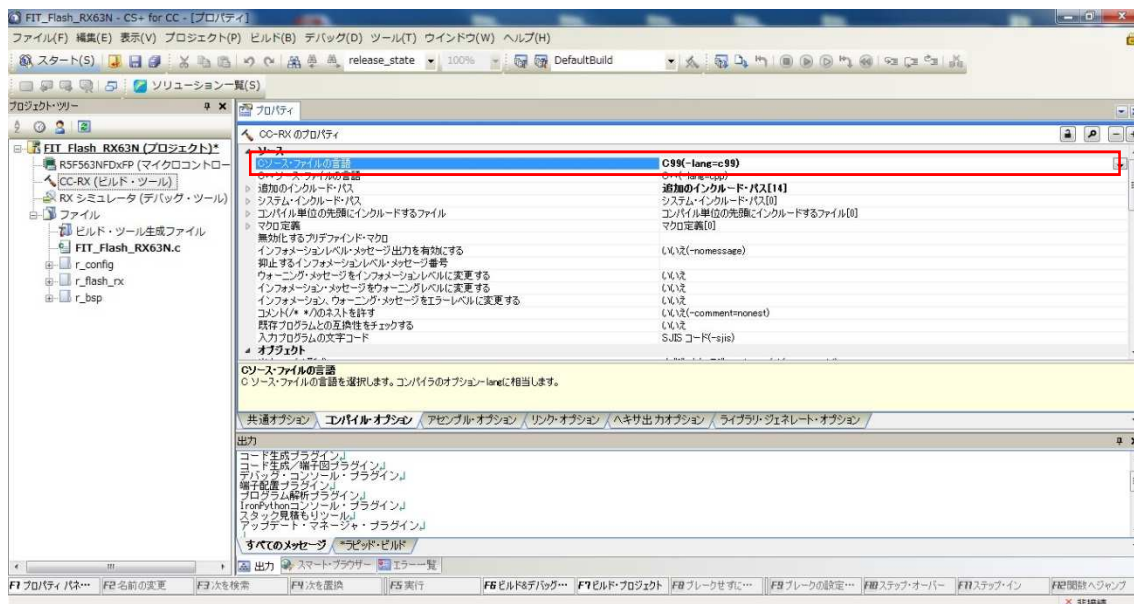 FIT_Flash_RX63N - CS+ for CC - [プロパティ]
ファイル(F) 編集(E) 表示(V) プロジェクト(P) ビルド(B) デバッグ(D) ツール(T) ウインドウ(W) ヘルプ(H)
スタート(S) release_state 100% DefaultBuild
ソリューション一覧(S)
プロジェクト・ツリー
FIT_Flash_RX63N (プロジェクト)*
R5F563NFDxFP (マイクロコントロー
CC-RX (ビルド・ツール)
RX シミュレータ (デバッグ・ツール)
ファイル
ビルド・ツール生成ファイル
FIT_Flash_RX63N.c
r_config
r_flash_rx
r_bsp
プロパティ
CC-RX のプロパティ
ソース
Cソース・ファイルの言語 C99(-lang=c99)
C++ソース・ファイルの言語 C++(-lang=cpp)
追加のインクルード・パス 追加のインクルード・パス[14]
システム・インクルード・パス システム・インクルード・パス[0]
コンパイル単位の先頭にインクルードするファイル コンパイル単位の先頭にインクルードするファイル[0]
マクロ定義 マクロ定義[0]
無効化するプリデファインド・マクロ
インフォメーションレベル・メッセージ出力を有効にする いいえ(-nomessage)
抑止するインフォメーションレベル・メッセージ番号
ウォーニング・メッセージをインフォメーションレベルに変更する いいえ
インフォメーション・メッセージをウォーニングレベルに変更する いいえ
インフォメーション、ウォーニング・メッセージをエラーレベルに変更する いいえ
コメント(/* */)のネストを許す いいえ(-comment=nonest)
既存プログラムとの互換性をチェックする いいえ
入力プログラムの文字コード SJIS コード(-sjis)
オブジェクト
Cソース・ファイルの言語
C ソース・ファイルの言語を選択します。コンパイラのオプション-langに相当します。
共通オプション コンパイル・オプション アセンブル・オプション リンク・オプション ヘキサ出力オプション ライブラリ・ジェネレート・オプション
出力
コード生成プラグイン↓
コード生成／端子図プラグイン↓
デバッグ・コンソール・プラグイン↓
端子配置プラグイン↓
プログラム解析プラグイン↓
IronPythonコンソール・プラグイン↓
スタック見積もりツール↓
アップデート・マネージャ・プラグイン↓
すべてのメッセージ *ラピッド・ビルド
出力 スマート・ブラウザー エラー一覧
F1 プロパティ パネ… F2 名前の変更 F3 次を検索 F4 次を置換 F5 実行 F6 ビルド&デバッグ… F7 ビルド・プロジェクト F8 ブレークせずに… F9 ブレークの設定… F10 ステップ・オーバー F11 ステップ・イン F12 関数へジャンプ
非接続